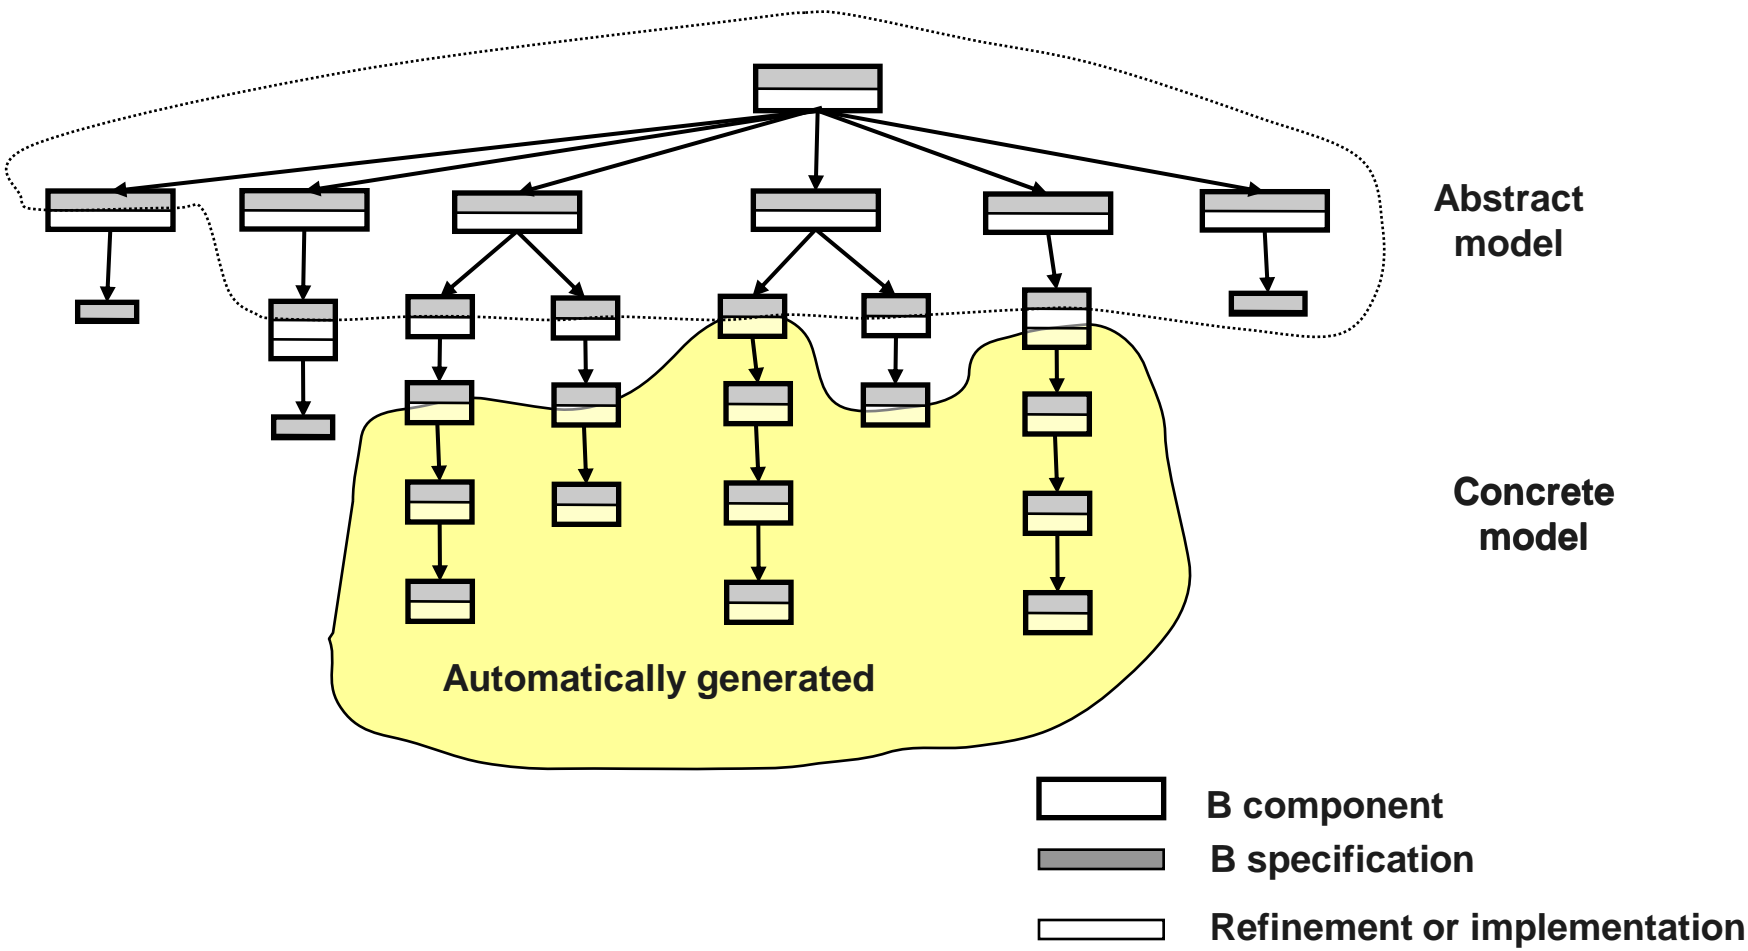 Abstract
model
Concrete
model
Automatically generated
B component
B specification
Refinement or implementation